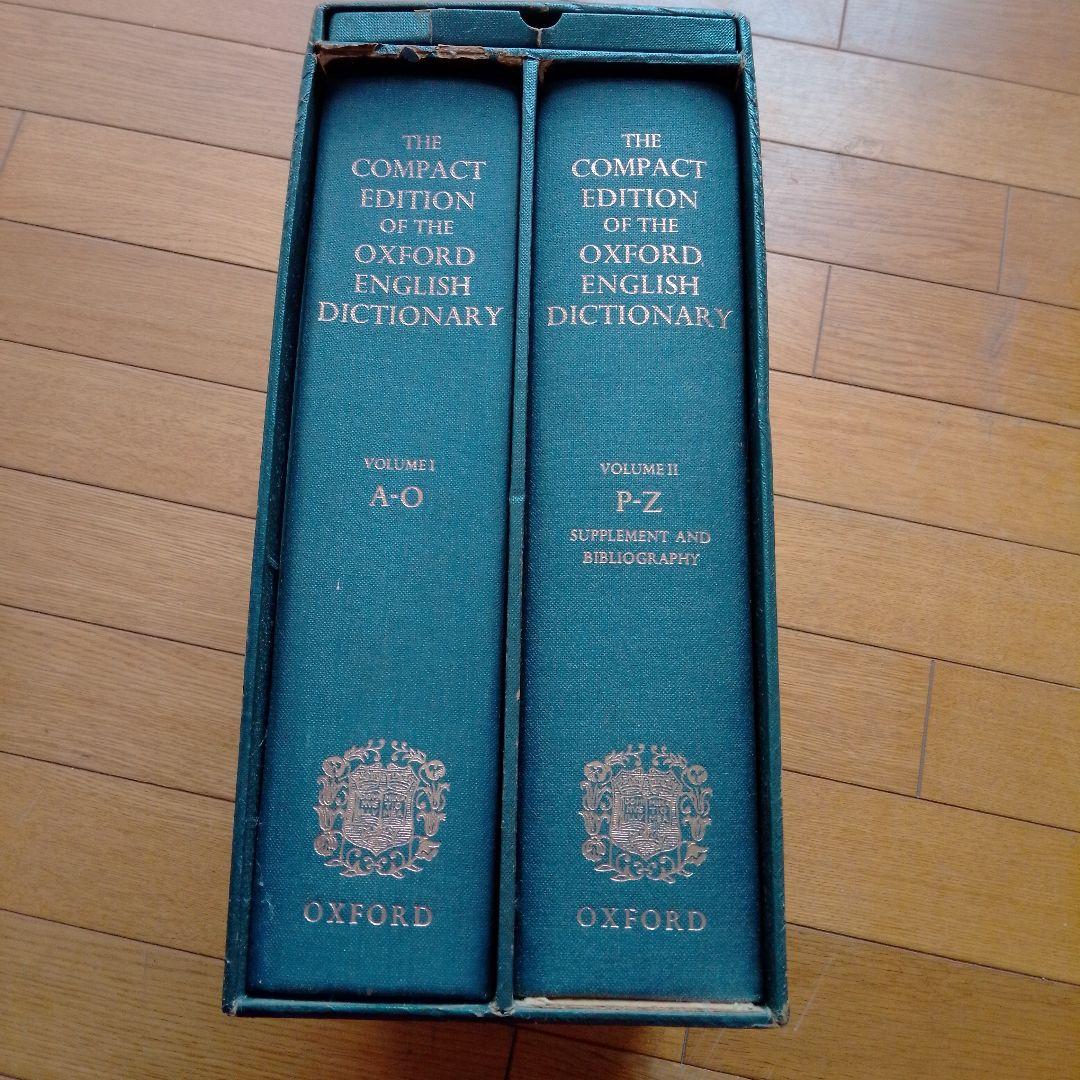 THE
COMPACT
EDITION
OF THE
OXFORD
ENGLISH
DICTIONARY
VOLUME I
A-O
OXFORD
THE
COMPACT
EDITION
OF THE
OXFORD
ENGLISH
DICTIONARY
VOLUME II
P-Z
SUPPLEMENT AND
BIBLIOGRAPHY
OXFORD